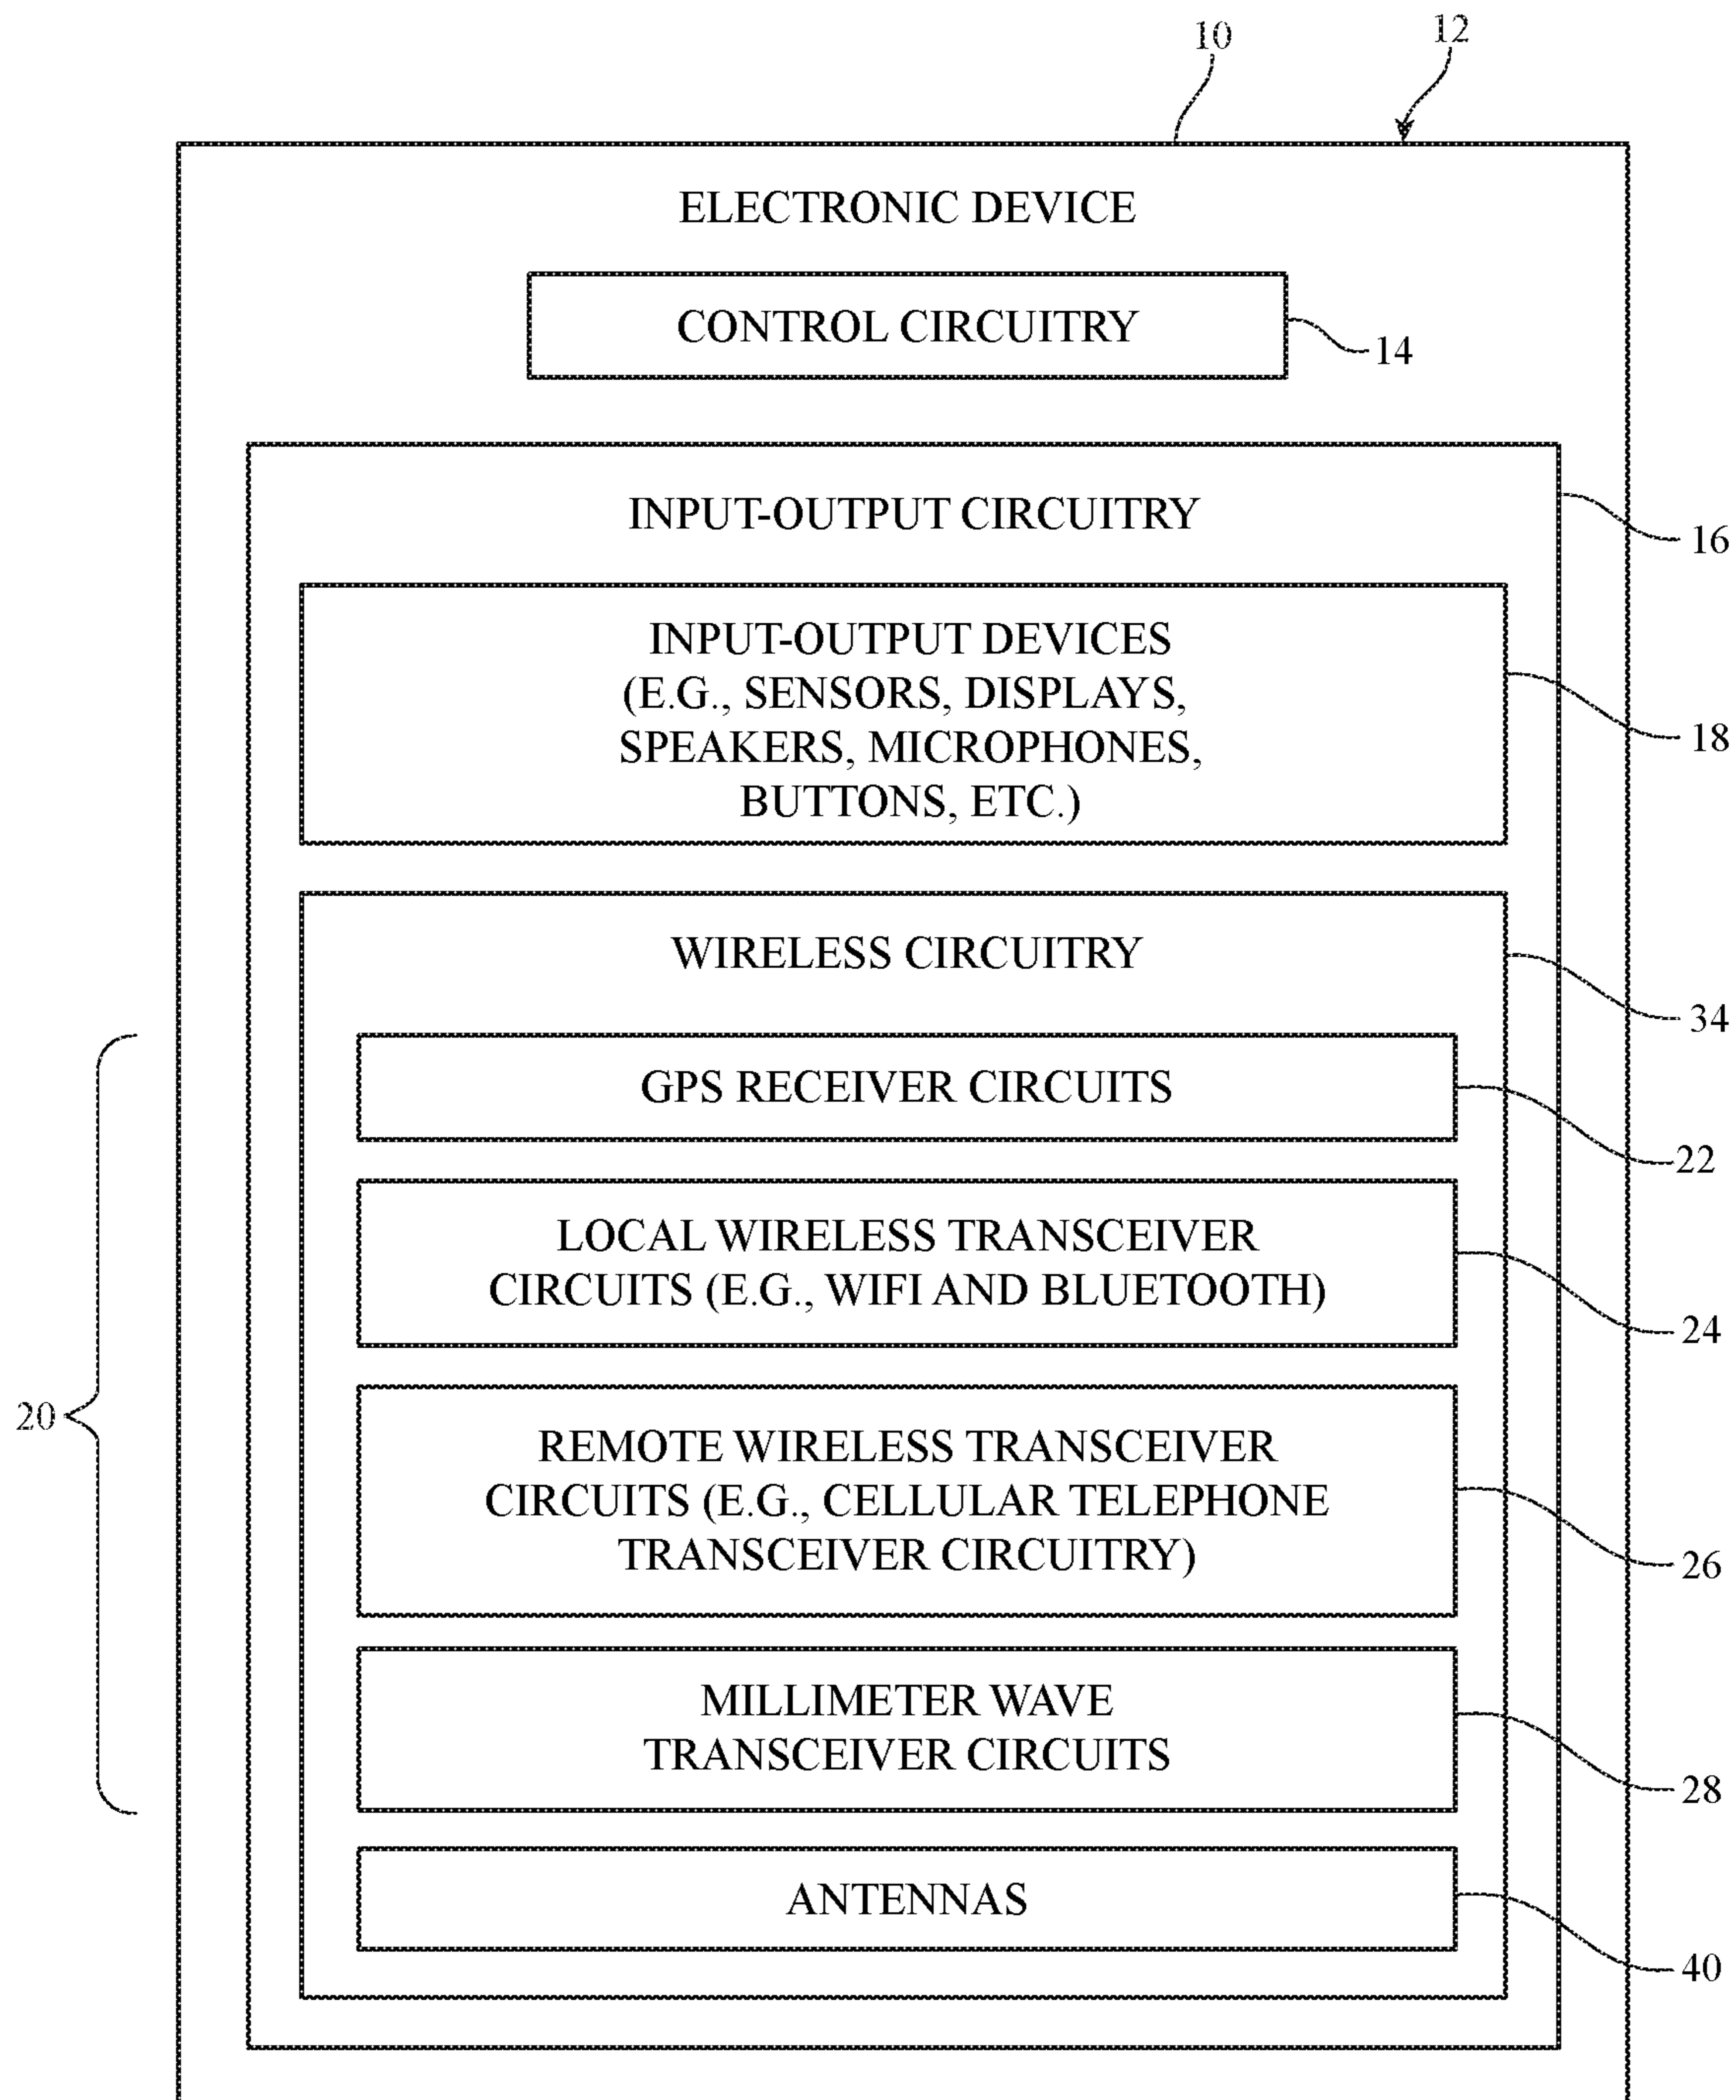 10
12
ELECTRONIC DEVICE
CONTROL CIRCUITRY
14
INPUT-OUTPUT CIRCUITRY
16
INPUT-OUTPUT DEVICES
(E.G., SENSORS, DISPLAYS,
SPEAKERS, MICROPHONES,
BUTTONS, ETC.)
18
WIRELESS CIRCUITRY
34
GPS RECEIVER CIRCUITS
22
LOCAL WIRELESS TRANSCEIVER
CIRCUITS (E.G., WIFI AND BLUETOOTH)
24
20
REMOTE WIRELESS TRANSCEIVER
CIRCUITS (E.G., CELLULAR TELEPHONE
TRANSCEIVER CIRCUITRY)
26
MILLIMETER WAVE
TRANSCEIVER CIRCUITS
28
ANTENNAS
40